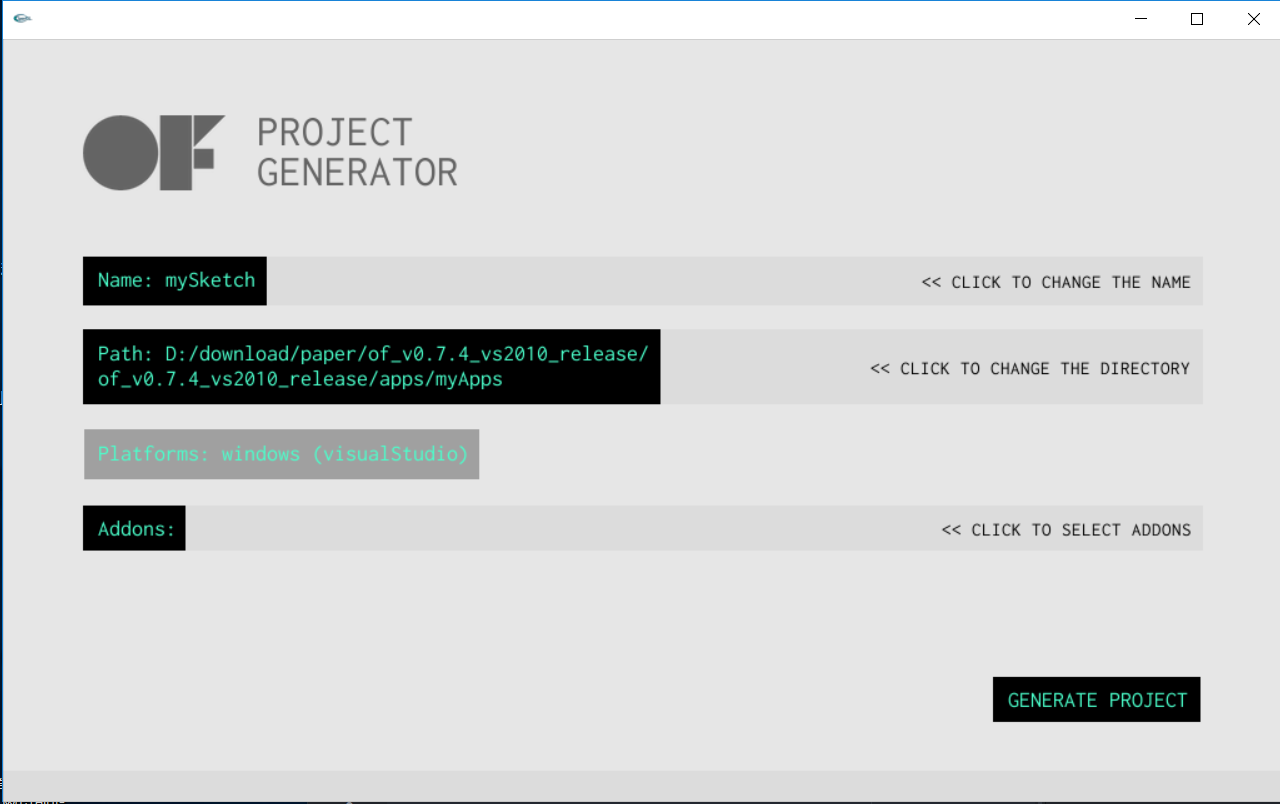 OF PROJECT
GENERATOR
Name: mySketch << CLICK TO CHANGE THE NAME
Path: D:/download/paper/of_v0.7.4_vs2010_release/
of_v0.7.4_vs2010_release/apps/myApps
<< CLICK TO CHANGE THE DIRECTORY
Platforms: windows (visualStudio)
Addons: << CLICK TO SELECT ADDONS
GENERATE PROJECT